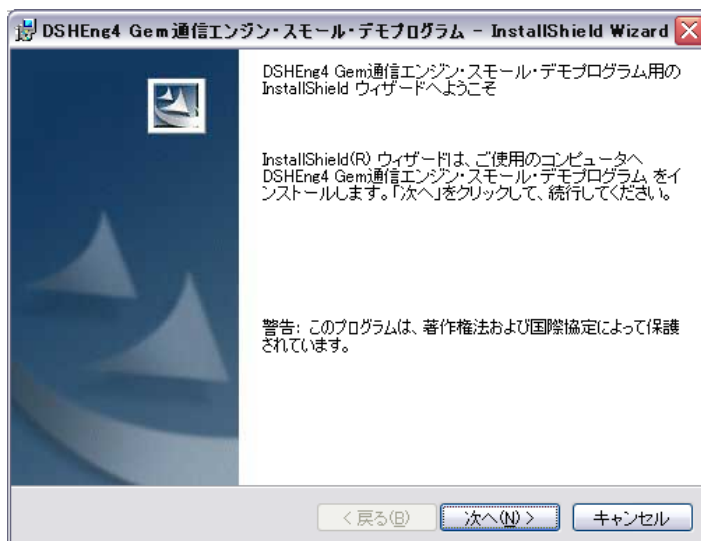 DSHEng4 Gem通信エンジン・スモール・デモプログラム - InstallShield Wizard
DSHEng4 Gem通信エンジン・スモール・デモプログラム用の
InstallShield ウィザードへようこそ
InstallShield(R) ウィザードは、ご使用のコンピュータへ
DSHEng4 Gem通信エンジン・スモール・デモプログラム をイ
ンストールします。「次へ」をクリックして、続行してください。
警告: このプログラムは、著作権法および国際協定によって保護
されています。
< 戻る(B)
次へ(N) >
キャンセル